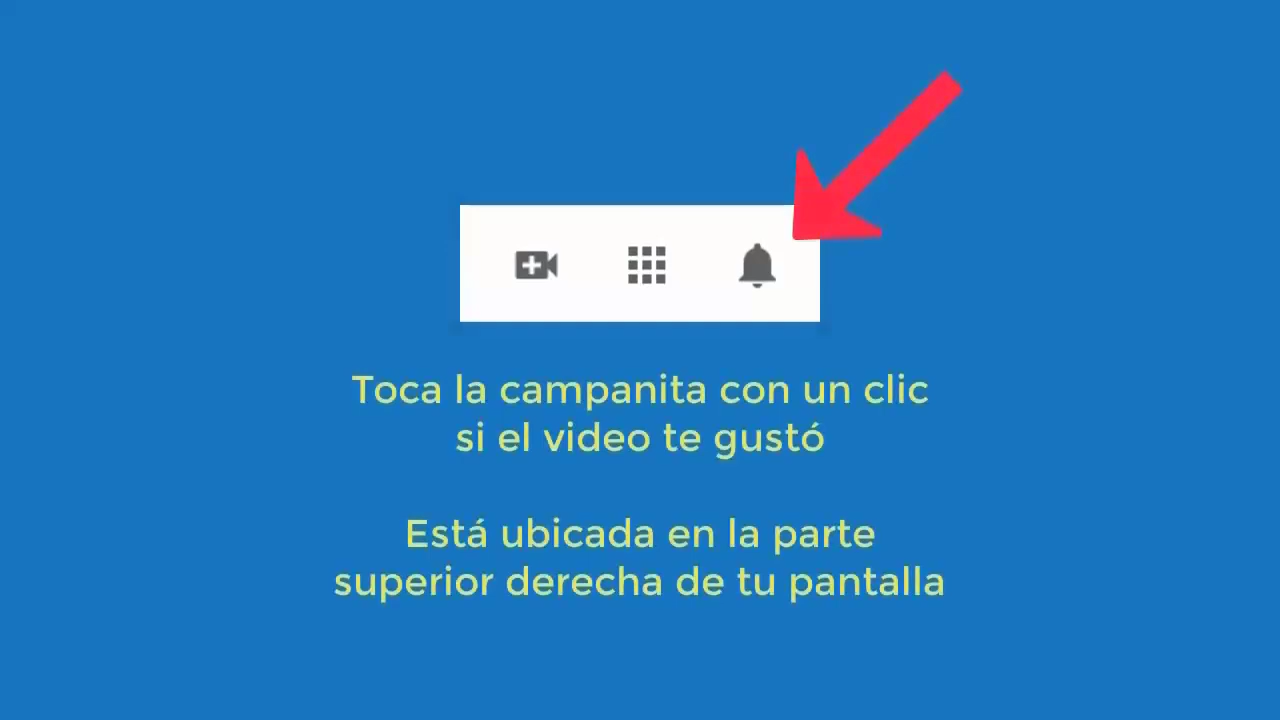 Toca la campanita con un clic
si el video te gustó
Está ubicada en la parte
superior derecha de tu pantalla